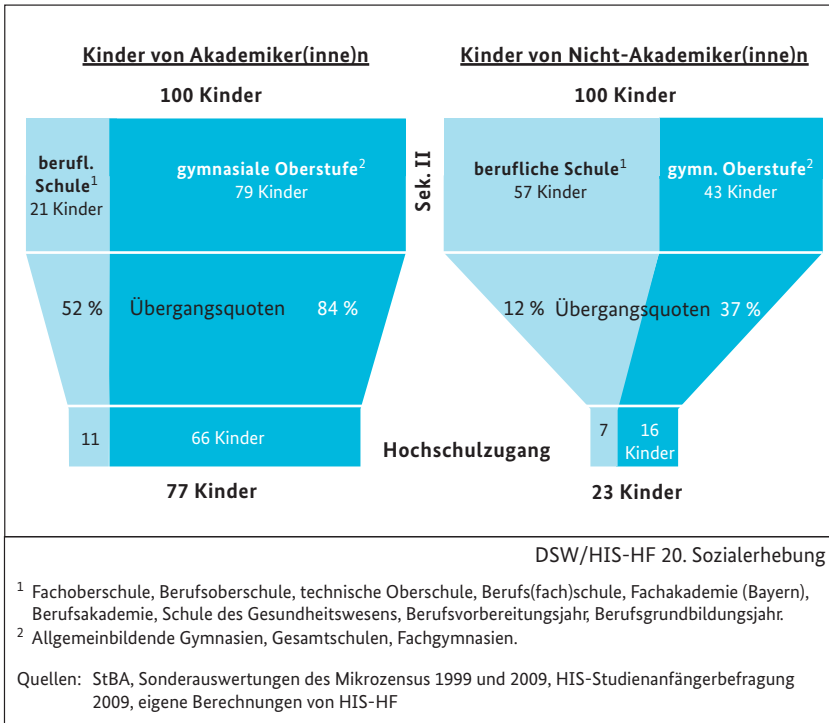 Kinder von Akademiker(inne)n
100 Kinder
berufl.
Schule¹
21 Kinder
gymnasiale Oberstufe²
79 Kinder
52 % Übergangsquoten 84 %
11
66 Kinder
77 Kinder
Sek. II
Hochschulzugang
Kinder von Nicht-Akademiker(inne)n
100 Kinder
berufliche Schule¹
57 Kinder
gymn. Oberstufe²
43 Kinder
12 % Übergangsquoten 37 %
7
16
Kinder
23 Kinder
DSW/HIS-HF 20. Sozialerhebung
¹ Fachoberschule, Berufsoberschule, technische Oberschule, Berufs(fach)schule, Fachakademie (Bayern),
Berufsakademie, Schule des Gesundheitswesens, Berufsvorbereitungsjahr, Berufsgrundbildungsjahr.
² Allgemeinbildende Gymnasien, Gesamtschulen, Fachgymnasien.
Quellen: StBA, Sonderauswertungen des Mikrozensus 1999 und 2009, HIS-Studienanfängerbefragung
2009, eigene Berechnungen von HIS-HF